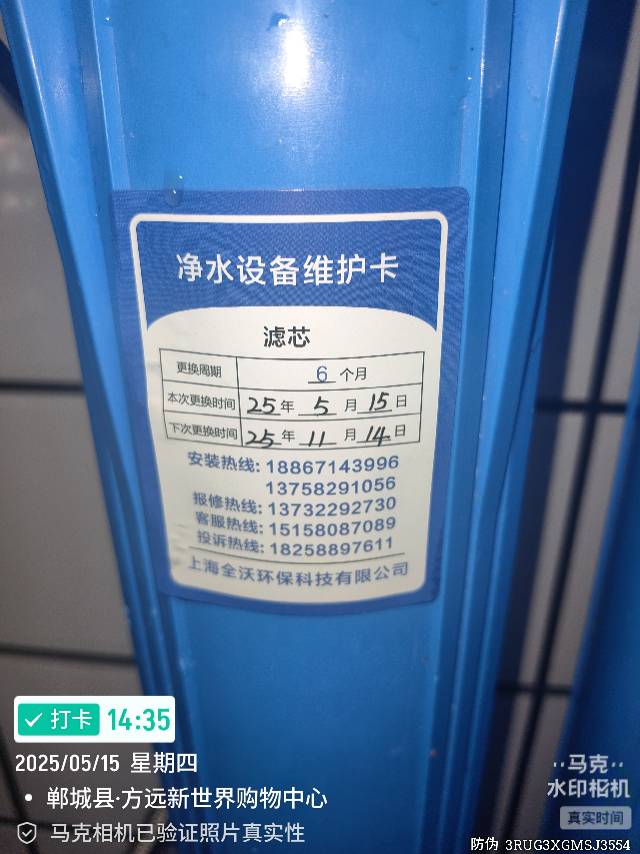 净水设备维护卡
滤芯
更换周期 6 个月
本次更换时间 25 年 5 月 15 日
下次更换时间 25 年 11 月 14 日
安装热线: 18867143996
13758291056
报修热线: 13732292730
客服热线: 15158087089
投诉热线: 18258897611
上海全沃环保科技有限公司
打卡 14:35
2025/05/15 星期四
郸城县·方远新世界购物中心
马克相机已验证照片真实性
马克
水印相机
真实时间
防伪 3RUG3XGMSJ3554